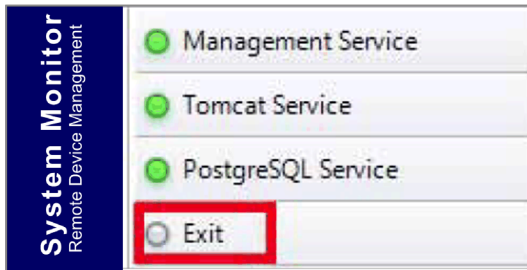 System Monitor
Remote Device Management
Management Service
Tomcat Service
PostgreSQL Service
Exit